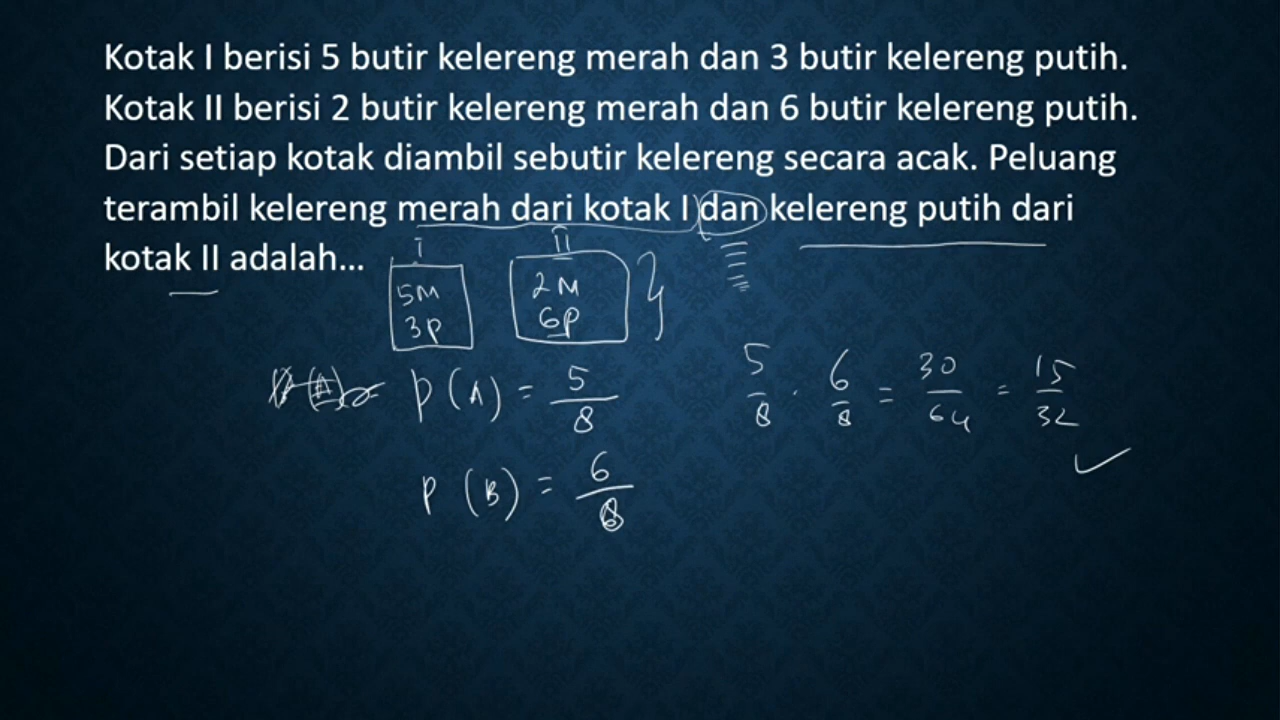 Kotak I berisi 5 butir kelereng merah dan 3 butir kelereng putih.
Kotak II berisi 2 butir kelereng merah dan 6 butir kelereng putih.
Dari setiap kotak diambil sebutir kelereng secara acak. Peluang
terambil kelereng merah dari kotak I dan kelereng putih dari
kotak II adalah...
I II
5M 2M
3P 6P
P(A) = 5/8 5/8 · 6/8 = 30/64 = 15/32
P(B) = 6/8